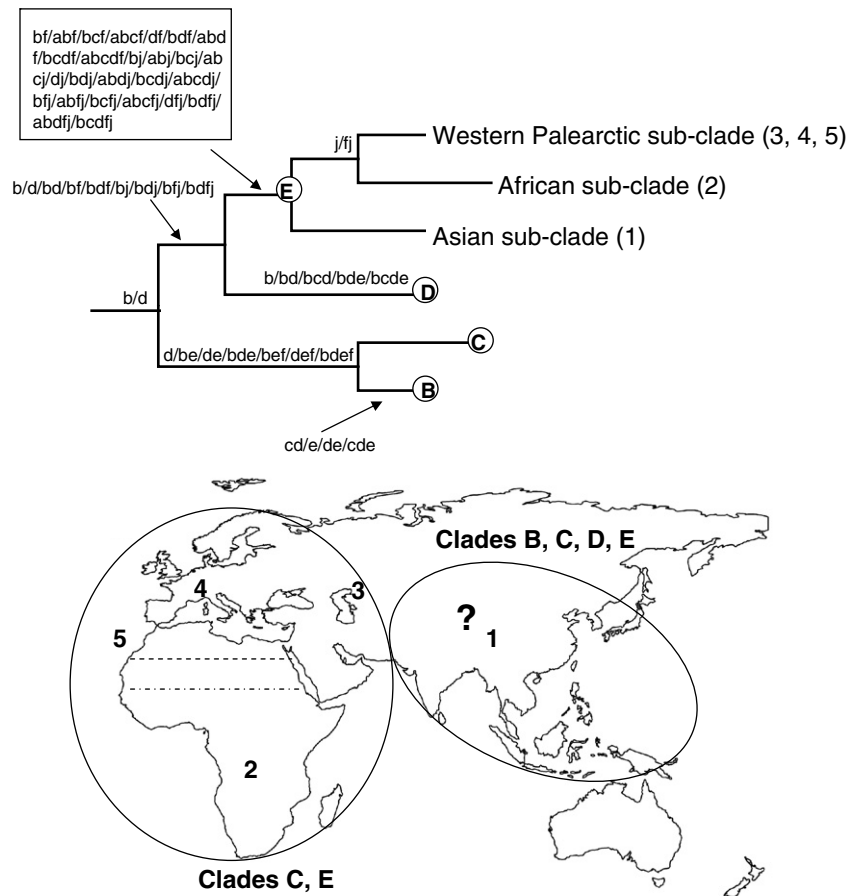 bf/abf/bcf/abcf/df/bdf/abd
f/bcdf/abcdf/bj/abj/bcj/ab
cj/dj/bdj/abdj/bcdj/abcdj/
bfj/abfj/bcfj/abcfj/dfj/bdfj/
abdfj/bcdfj
j/fj
Western Palearctic sub-clade (3, 4, 5)
African sub-clade (2)
E
b/d/bd/bf/bdf/bj/bdj/bfj/bdfj
Asian sub-clade (1)
b/bd/bcd/bde/bcde
D
b/d
C
d/be/de/bde/bef/def/bdef
B
cd/e/de/cde
Clades B, C, D, E
4
3
?
5
1
2
Clades C, E